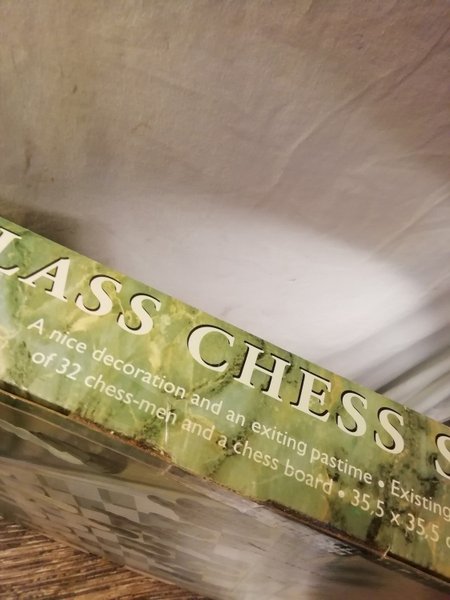 LASS CHESS S
A nice decoration and an exiting pastime • Existing
of 32 chess-men and a chess board • 35,5 x 35,5 c